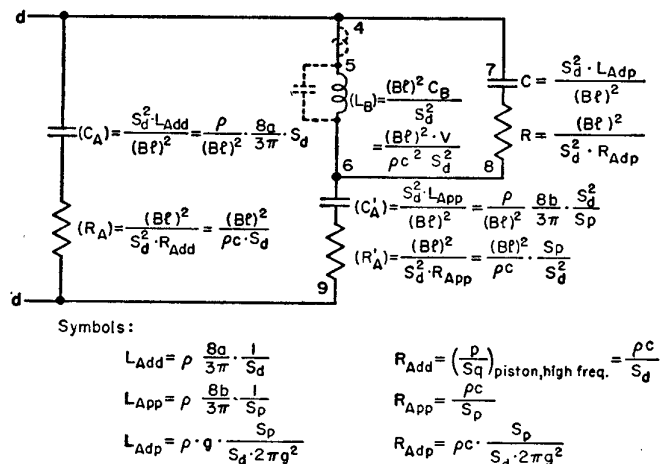 d
4
5
7
C = S_d^2 · L_Adp / (Bℓ)^2
(L_B) = (Bℓ)^2 C_B / S_d^2
(C_A) = S_d^2 · L_Add / (Bℓ)^2 = ρ / (Bℓ)^2 · 8a / 3π · S_d
R = (Bℓ)^2 / S_d^2 · R_Adp
= (Bℓ)^2 · V / ρc^2 S_d^2
6
8
(C'_A) = S_d^2 · L_App / (Bℓ)^2 = ρ / (Bℓ)^2 8b / 3π · S_d^2 / S_p
(R_A) = (Bℓ)^2 / S_d^2 · R_Add = (Bℓ)^2 / ρc · S_d
(R'_A) = (Bℓ)^2 / S_d^2 · R_App = (Bℓ)^2 / ρc · S_p / S_d^2
9
d
Symbols:
L_Add = ρ 8a / 3π · 1 / S_d
R_Add = (p / Sq) piston, high freq. = ρc / S_d
L_App = ρ 8b / 3π · 1 / S_p
R_App = ρc / S_p
L_Adp = ρ · g · S_p / S_d · 2πg^2
R_Adp = ρc · S_p / S_d · 2πg^2